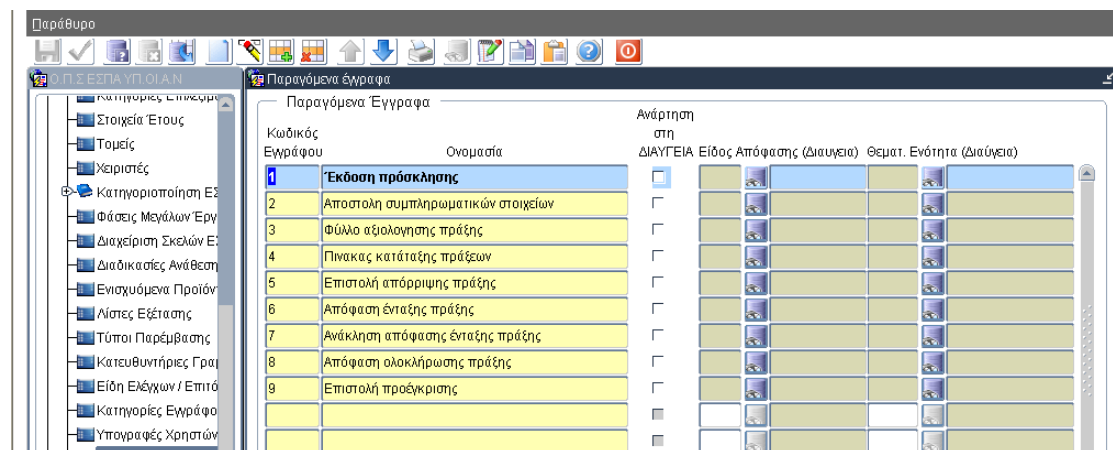 Παράθυρο
Ο.Π.Σ ΕΣΠΑ ΥΠ.ΟΙ.Α.Ν
Στοιχεία Έτους
Τομείς
Χειριστές
Κατηγοριοποίηση ΕΣ
Φάσεις Μεγάλων Έργ
Διαχείριση Σκελών Ε
Διαδικασίες Ανάθεση
Ενισχυόμενα Προϊόν
Λίστες Εξέτασης
Τύποι Παρέμβασης
Κατευθυντήριες Γραμ
Είδη Ελέγχων / Επιτό
Κατηγορίες Εγγράφο
Υπογραφές Χρηστών
Παραγόμενα έγγραφα
Παραγόμενα Έγγραφα
Κωδικός Εγγράφου
Ονομασία
Ανάρτηση στη ΔΙΑΥΓΕΙΑ
Είδος Απόφασης (Διαυγεια)
Θεματ. Ενότητα (Διαύγεια)
1 Έκδοση πρόσκλησης
2 Αποστολη συμπληρωματικών στοιχείων
3 Φύλλο αξιολογησης πράξης
4 Πινακας κατάταξης πράξεων
5 Επιστολή απόρριψης πράξης
6 Απόφαση ένταξης πράξης
7 Ανάκληση απόφασης ένταξης πράξης
8 Απόφαση ολοκλήρωσης πράξης
9 Επιστολή προέγκρισης